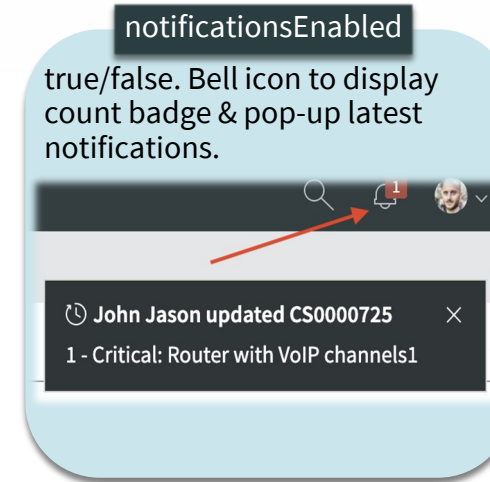 notificationsEnabled
true/false. Bell icon to display
count badge & pop-up latest
notifications.
1
John Jason updated CS0000725
1 - Critical: Router with VoIP channels1